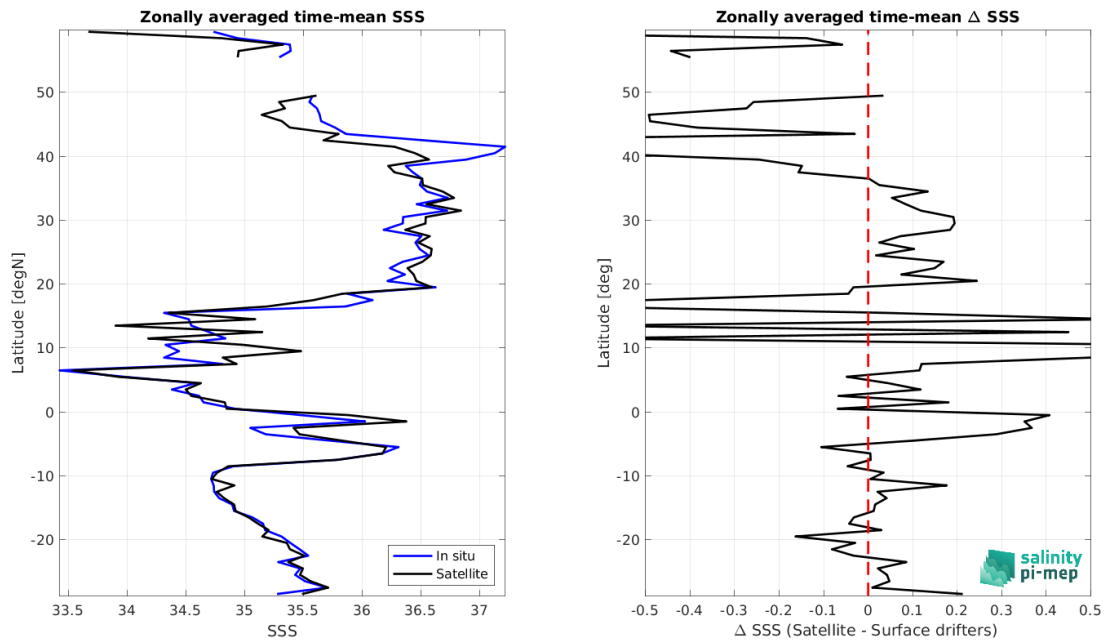 Zonally averaged time-mean SSS
Latitude [degN]
50
40
30
20
10
0
-10
-20
33.5 34 34.5 35 35.5 36 36.5 37
SSS
In situ
Satellite
Zonally averaged time-mean Δ SSS
Latitude [deg]
50
40
30
20
10
0
-10
-20
-0.5 -0.4 -0.3 -0.2 -0.1 0 0.1 0.2 0.3 0.4 0.5
Δ SSS (Satellite - Surface drifters)
salinity
pi-mep